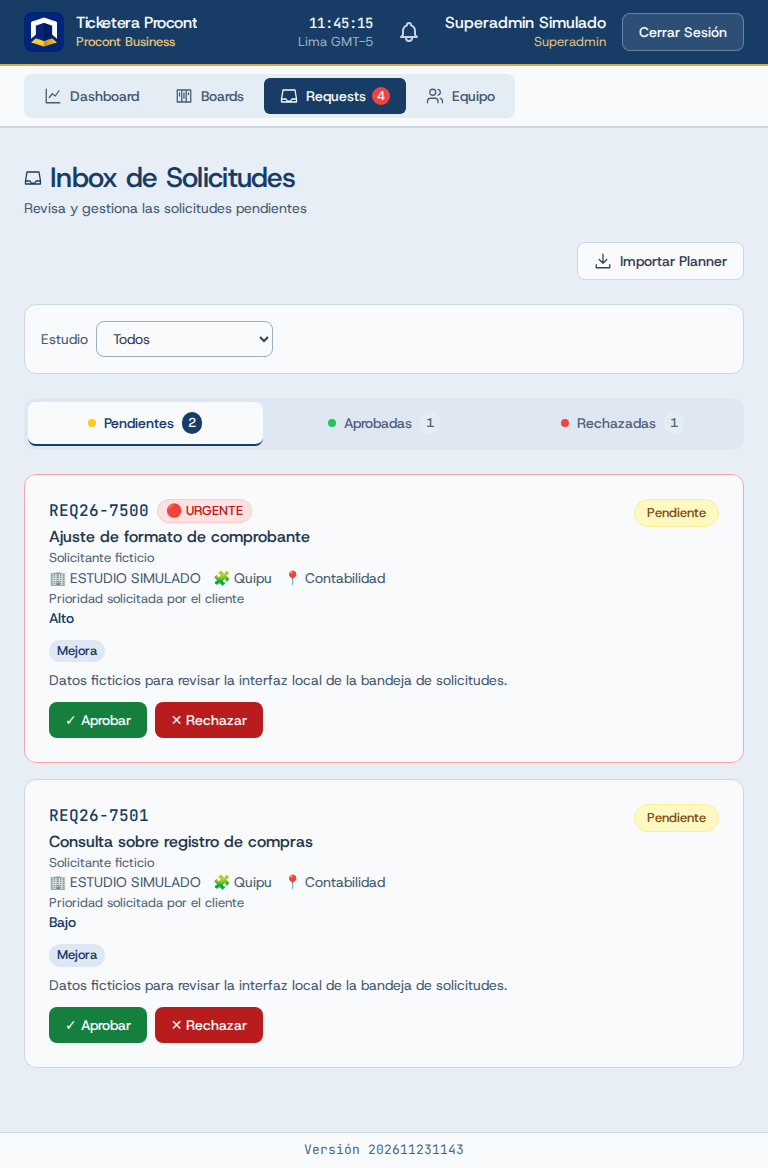 Ticketera Procont
Procont Business
11:45:15
Lima GMT-5
Superadmin Simulado
Superadmin
Cerrar Sesión
Dashboard
Boards
Requests 4
Equipo
Inbox de Solicitudes
Revisa y gestiona las solicitudes pendientes
Importar Planner
Estudio Todos
Pendientes 2
Aprobadas 1
Rechazadas 1
REQ26-7500 🔴 URGENTE
Pendiente
Ajuste de formato de comprobante
Solicitante ficticio
🏢 ESTUDIO SIMULADO 🧩 Quipu 📍 Contabilidad
Prioridad solicitada por el cliente
Alto
Mejora
Datos ficticios para revisar la interfaz local de la bandeja de solicitudes.
✓ Aprobar ✕ Rechazar
REQ26-7501
Pendiente
Consulta sobre registro de compras
Solicitante ficticio
🏢 ESTUDIO SIMULADO 🧩 Quipu 📍 Contabilidad
Prioridad solicitada por el cliente
Bajo
Mejora
Datos ficticios para revisar la interfaz local de la bandeja de solicitudes.
✓ Aprobar ✕ Rechazar
Versión 202611231143